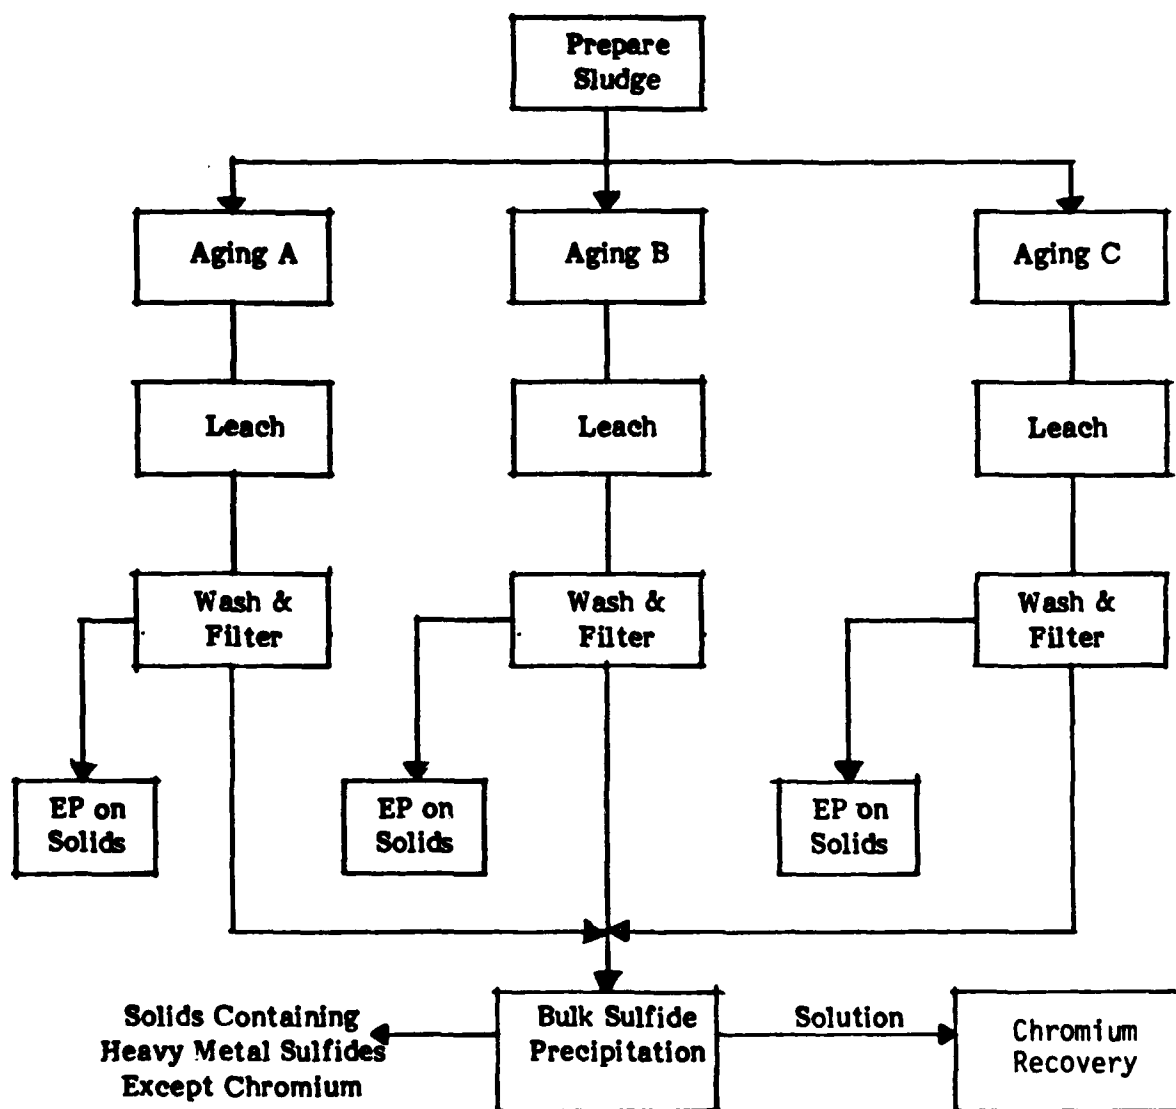 Prepare
Sludge
Aging A
Aging B
Aging C
Leach
Leach
Leach
Wash &
Filter
Wash &
Filter
Wash &
Filter
EP on
Solids
EP on
Solids
EP on
Solids
Solids Containing
Heavy Metal Sulfides
Except Chromium
Bulk Sulfide
Precipitation
Solution
Chromium
Recovery